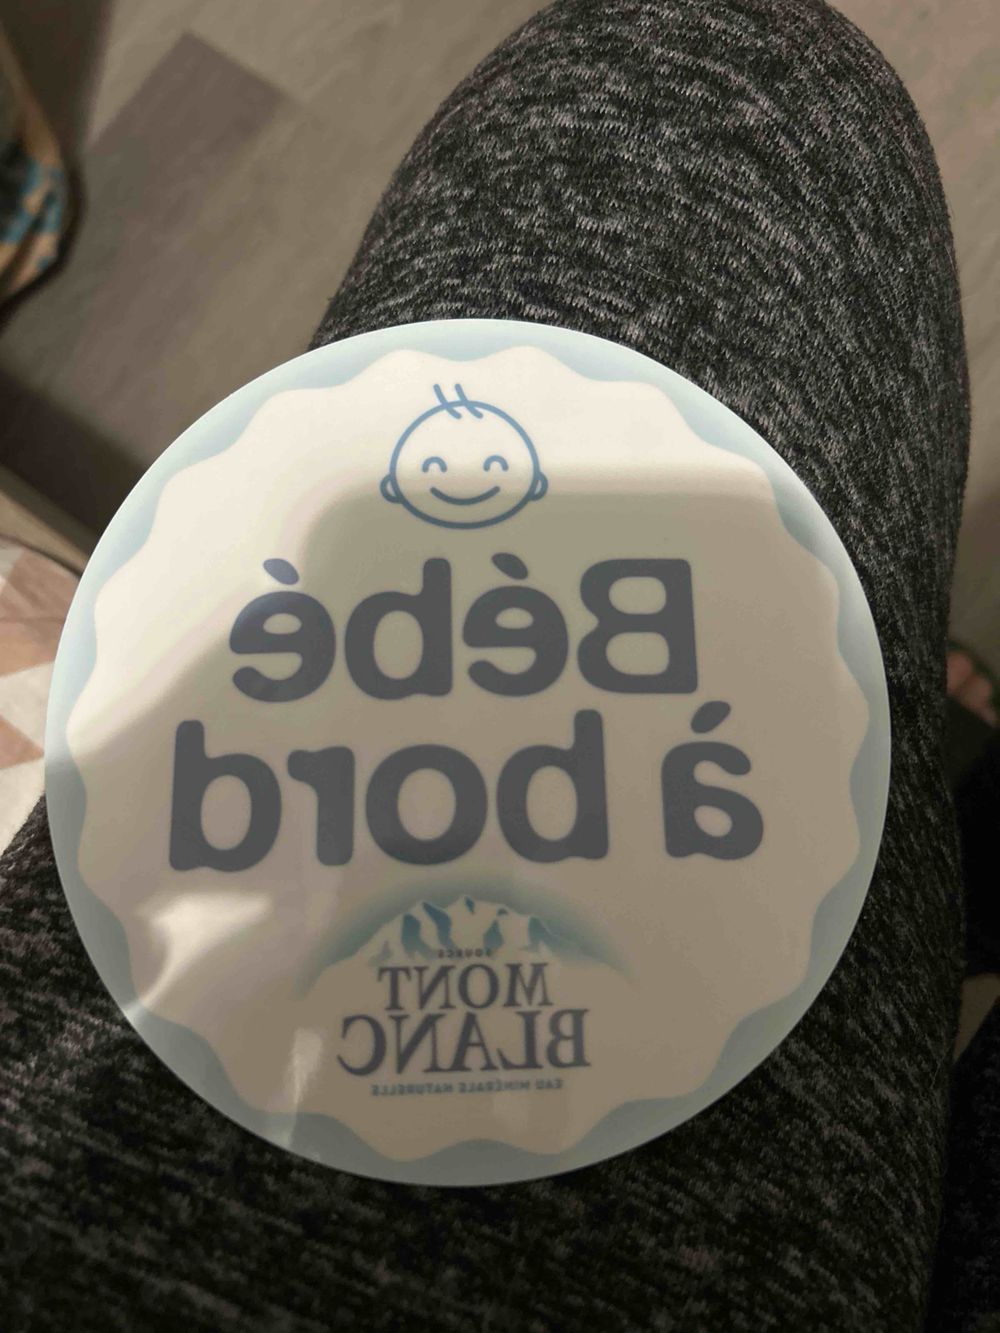 Bébé
à bord
SOURCE
MONT
BLANC
EAU MINÉRALE NATURELLE